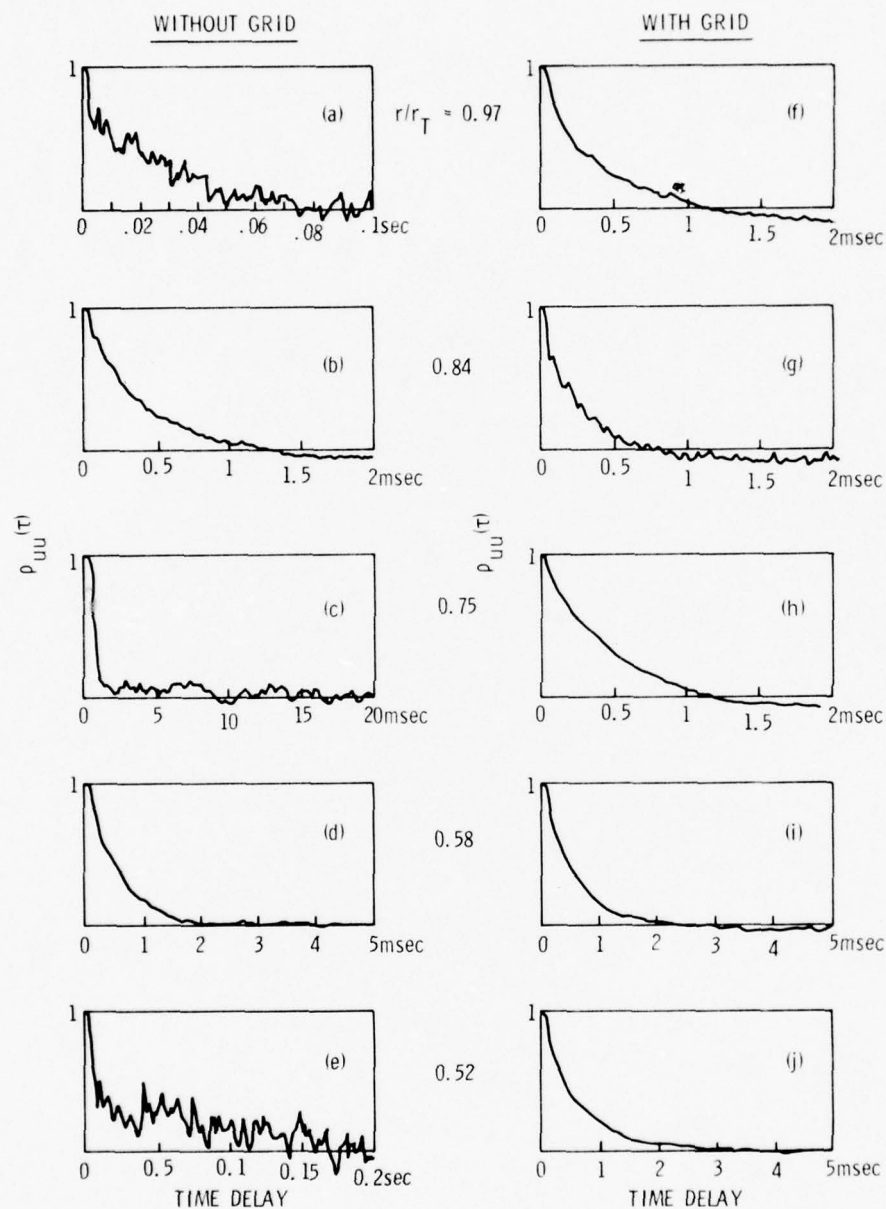 WITHOUT GRID
WITH GRID
1
(a)
0 .02 .04 .06 .08 .1sec
r/r_T = 0.97
1
(f)
0 0.5 1 1.5 2msec
1
(b)
0.5 1 1.5 2msec
0.84
1
(g)
0 0.5 1 1.5 2msec
ρuu(τ)
1
(c)
0 5 10 15 20msec
0.75
ρuu(τ)
1
(h)
0 0.5 1 1.5 2msec
1
(d)
0 1 2 3 4 5msec
0.58
1
(i)
0 1 2 3 4 5msec
1
(e)
0 0.5 0.1 0.15 0.2sec
TIME DELAY
0.52
1
(j)
0 1 2 3 4 5msec
TIME DELAY